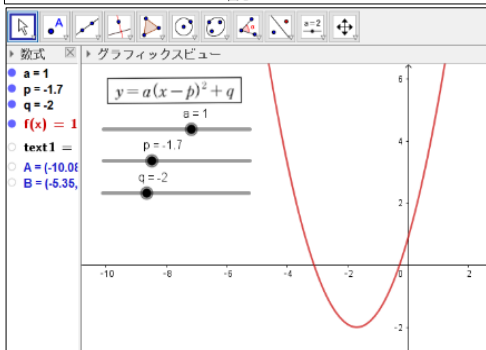 A
a=2
数式
グラフィックスビュー
a = 1
p = -1.7
q = -2
f(x) = 1
text1 =
A = (-10.08
B = (-5.35,
y=a(x−p)²+q
a = 1
p = -1.7
q = -2
6
4
2
-10 -8 -6 -4 -2 0 2
-2